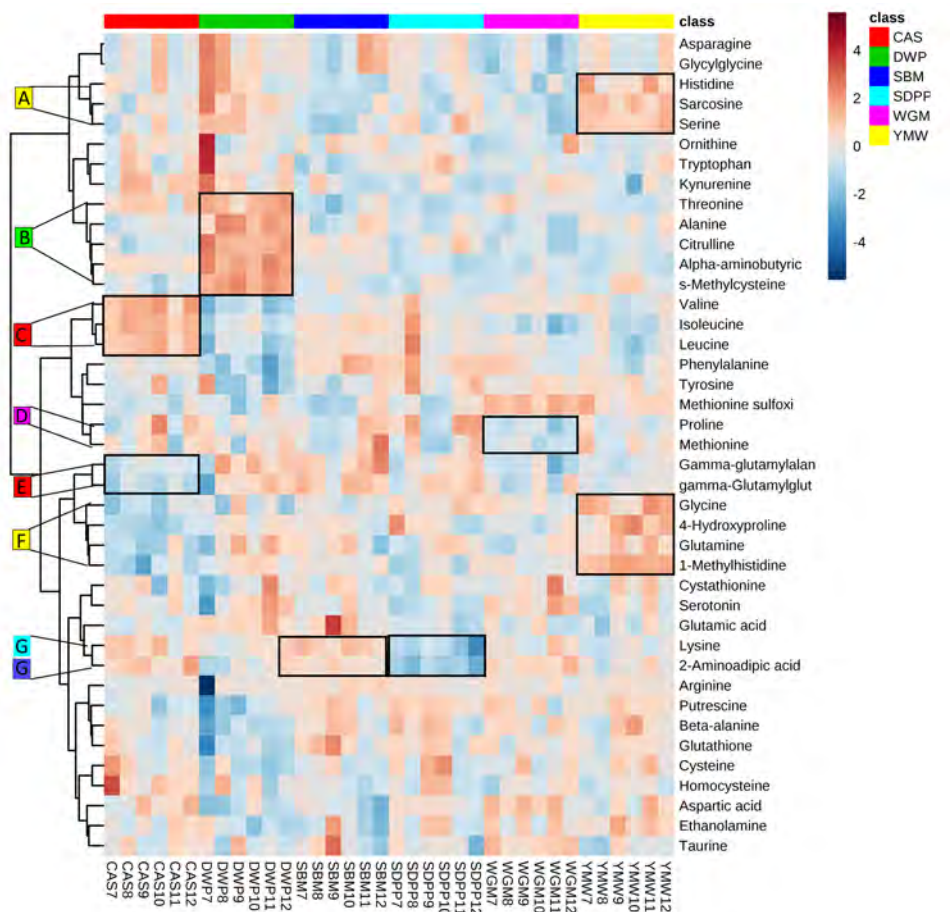 class
Asparagine
Glycylglycine
Histidine
Sarcosine
Serine
Ornithine
Tryptophan
Kynurenine
Threonine
Alanine
Citrulline
Alpha-aminobutyric
s-Methylcysteine
Valine
Isoleucine
Leucine
Phenylalanine
Tyrosine
Methionine sulfoxi
Proline
Methionine
Gamma-glutamylalan
gamma-Glutamylglut
Glycine
4-Hydroxyproline
Glutamine
1-Methylhistidine
Cystathionine
Serotonin
Glutamic acid
Lysine
2-Aminoadipic acid
Arginine
Putrescine
Beta-alanine
Glutathione
Cysteine
Homocysteine
Aspartic acid
Ethanolamine
Taurine
A
B
C
D
E
F
G
G
4
2
0
-2
-4
class
CAS
DWP
SBM
SDPP
WGM
YMW
CAS7
CAS8
CAS9
CAS10
CAS11
CAS12
DWP7
DWP8
DWP9
DWP10
DWP11
DWP12
SBM7
SBM8
SBM9
SBM10
SBM11
SBM12
SDPP7
SDPP8
SDPP9
SDPP10
SDPP11
SDPP12
WGM7
WGM8
WGM9
WGM10
WGM11
WGM12
YMW7
YMW8
YMW9
YMW10
YMW11
YMW12